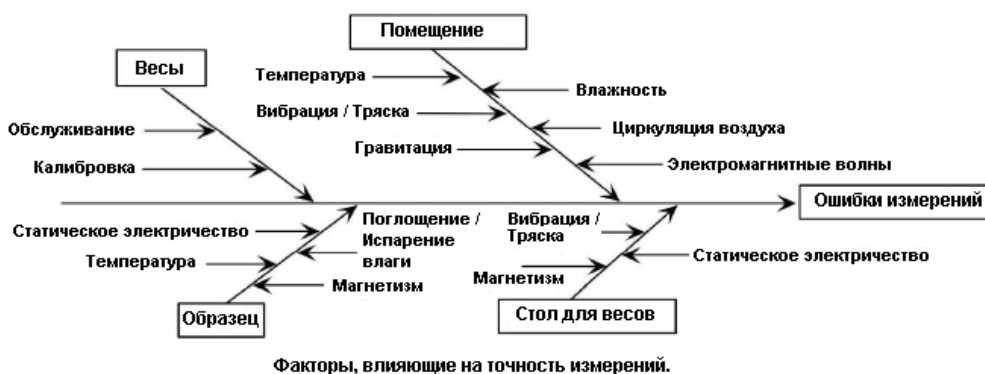 Помещение
Весы
Температура
Влажность
Вибрация / Тряска
Обслуживание
Циркуляция воздуха
Гравитация
Калибровка
Электромагнитные волны
Ошибки измерений
Статическое электричество
Поглощение /
Испарение
влаги
Вибрация /
Тряска
Температура
Статическое электричество
Магнетизм
Магнетизм
Образец
Стол для весов
Факторы, влияющие на точность измерений.